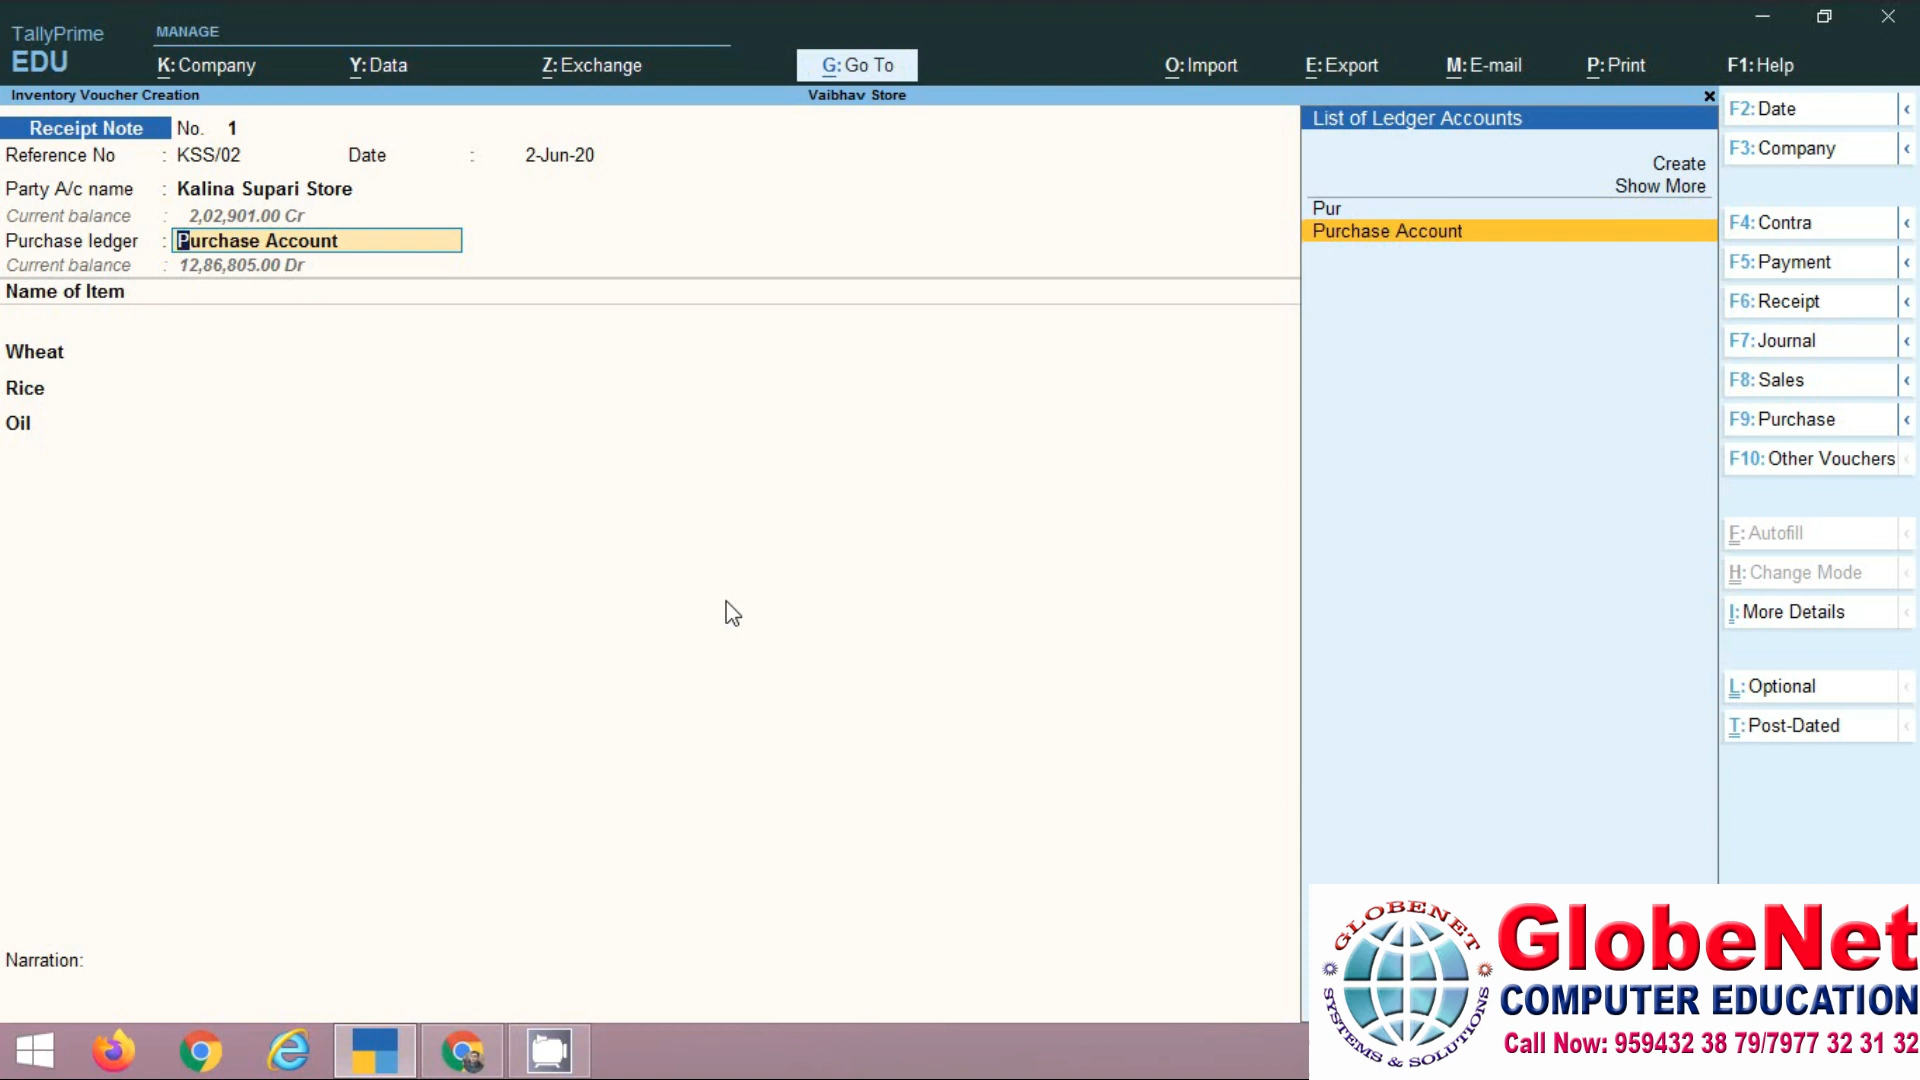 TallyPrime
EDU
MANAGE
K: Company
Y: Data
Z: Exchange
G: Go To
O: Import
E: Export
M: E-mail
P: Print
F1: Help
Inventory Voucher Creation
Vaibhav Store
Receipt Note No. 1
Reference No : KSS/02 Date : 2-Jun-20
Party A/c name : Kalina Supari Store
Current balance : 2,02,901.00 Cr
Purchase ledger : Purchase Account
Current balance : 12,86,805.00 Dr
Name of Item
Wheat
Rice
Oil
Narration:
List of Ledger Accounts
Create
Show More
Pur
Purchase Account
F2: Date
F3: Company
F4: Contra
F5: Payment
F6: Receipt
F7: Journal
F8: Sales
F9: Purchase
F10: Other Vouchers
F: Autofill
H: Change Mode
I: More Details
L: Optional
T: Post-Dated
GLOBENET
SYSTEMS & SOLUTIONS
GlobeNet
COMPUTER EDUCATION
Call Now: 959432 38 79/7977 32 31 32